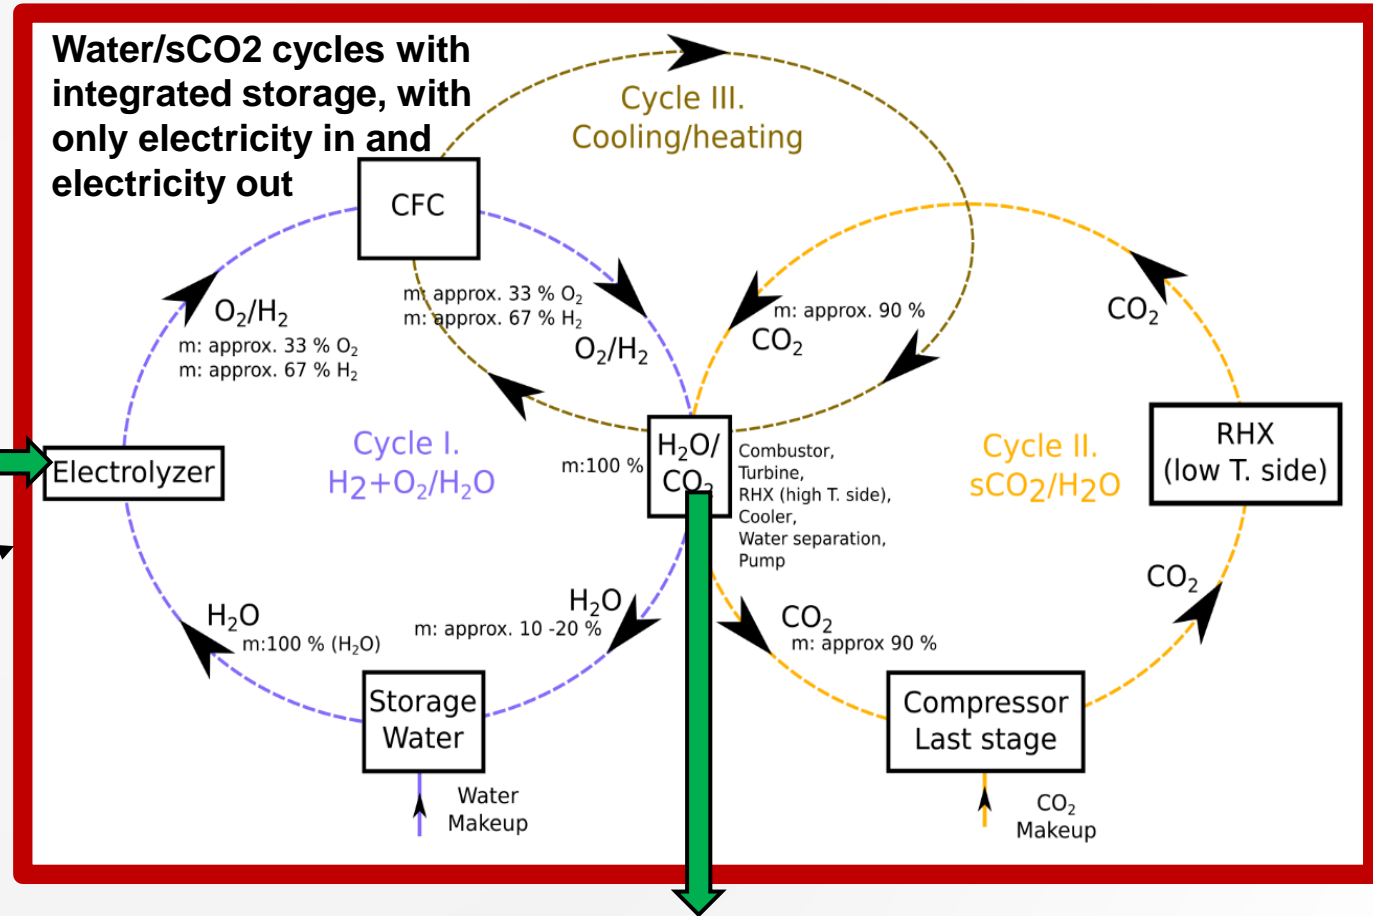 Water/sCO2 cycles with
integrated storage, with
only electricity in and
electricity out
Cycle III.
Cooling/heating
CFC
O₂/H₂
m: approx. 33 % O₂
m: approx. 67 % H₂
m: approx. 33 % O₂
m: approx. 67 % H₂
O₂/H₂
m: approx. 90 %
CO₂
CO₂
Electrolyzer
Cycle I.
H2+O₂/H₂O
m:100 %
H₂O/
CO₂
Combustor,
Turbine,
RHX (high T. side),
Cooler,
Water separation,
Pump
Cycle II.
sCO₂/H₂O
RHX
(low T. side)
H₂O
m:100 % (H₂O)
H₂O
m: approx. 10 -20 %
CO₂
m: approx 90 %
CO₂
Storage
Water
Compressor
Last stage
Water
Makeup
CO₂
Makeup